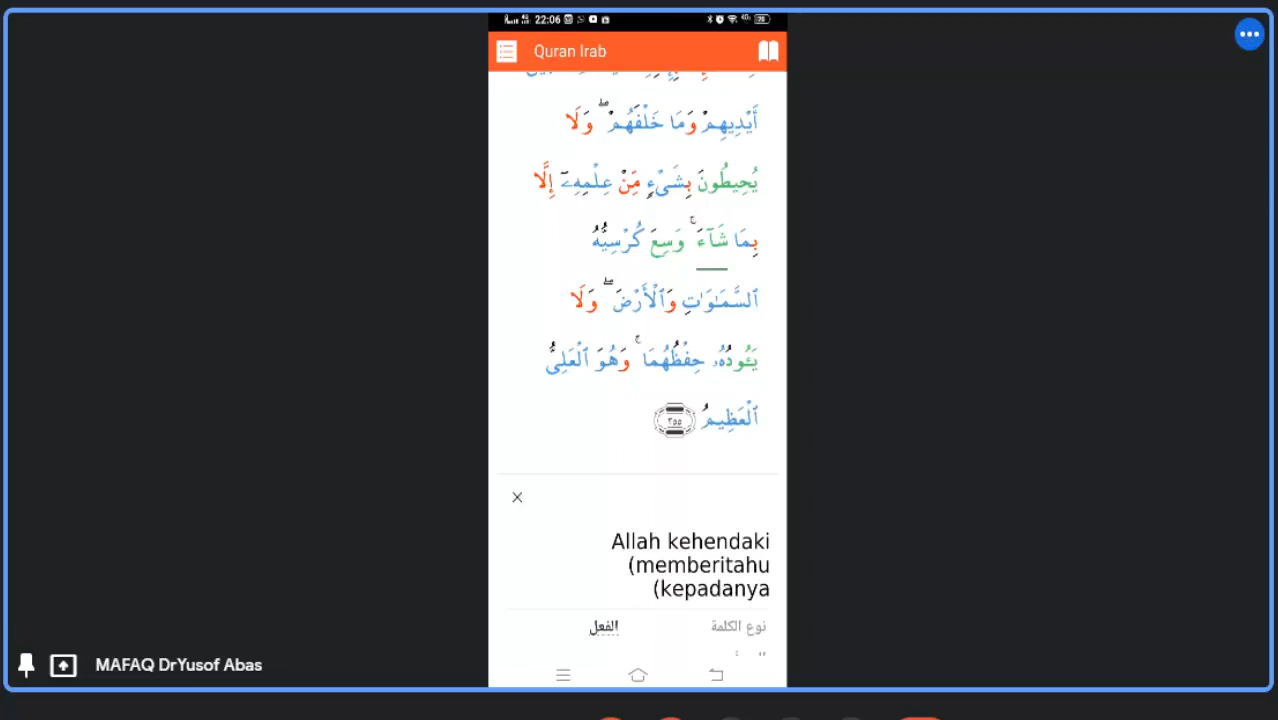 22:06
Quran Irab
أَيْدِيهِمْ وَمَا خَلْفَهُمْ ۖ وَلَا
يُحِيطُونَ بِشَىْءٍ مِّنْ عِلْمِهِۦٓ إِلَّا
بِمَا شَآءَ ۚ وَسِعَ كُرْسِيُّهُ
ٱلسَّمَـٰوَٰتِ وَٱلْأَرْضَ ۖ وَلَا
يَـُٔودُهُۥ حِفْظُهُمَا ۚ وَهُوَ ٱلْعَلِىُّ
ٱلْعَظِيمُ ٢٥٥
Allah kehendaki
(memberitahu
(kepadanya
نوع الكلمة الفعل
MAFAQ DrYusof Abas